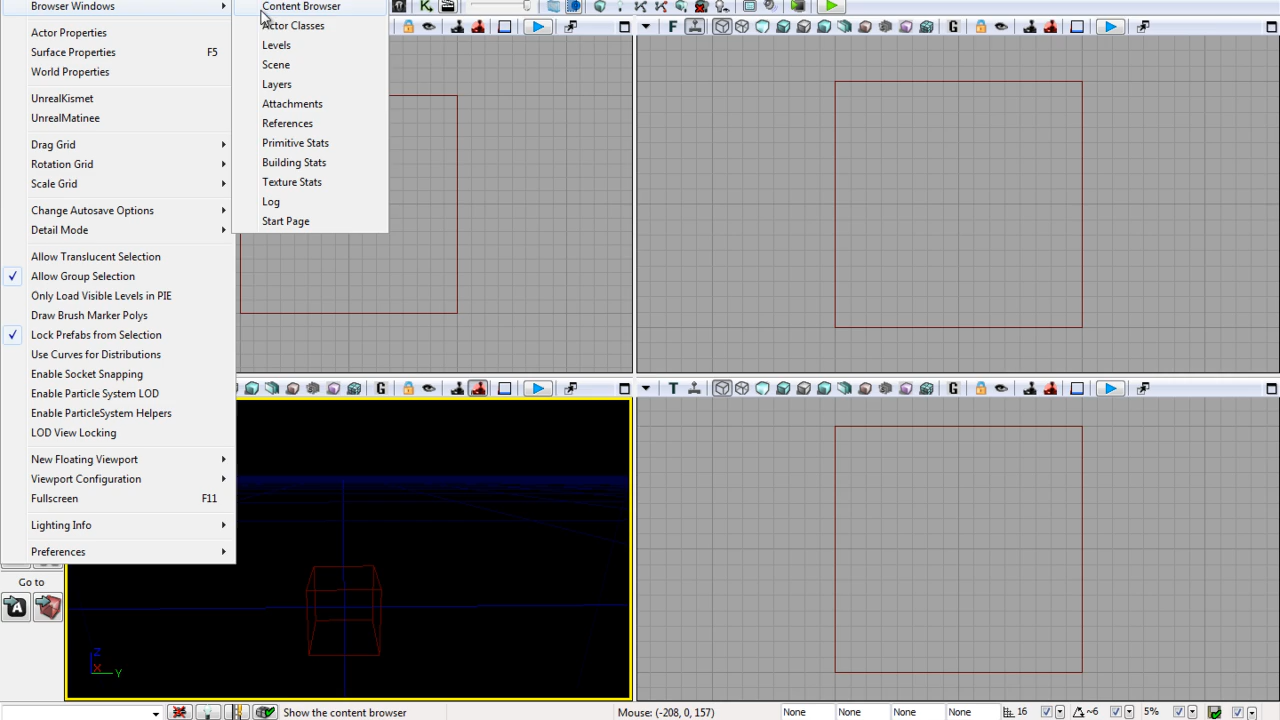 Browser Windows
Actor Properties
Surface Properties F5
World Properties
UnrealKismet
UnrealMatinee
Drag Grid
Rotation Grid
Scale Grid
Change Autosave Options
Detail Mode
Allow Translucent Selection
Allow Group Selection
Only Load Visible Levels in PIE
Draw Brush Marker Polys
Lock Prefabs from Selection
Use Curves for Distributions
Enable Socket Snapping
Enable Particle System LOD
Enable ParticleSystem Helpers
LOD View Locking
New Floating Viewport
Viewport Configuration
Fullscreen F11
Lighting Info
Preferences
Content Browser
Actor Classes
Levels
Scene
Layers
Attachments
References
Primitive Stats
Building Stats
Texture Stats
Log
Start Page
F
G
G
T
G
Go to
Z
X
Y
Show the content browser
Mouse: (-208, 0, 157)
None
None
None
None
16
~6
5%